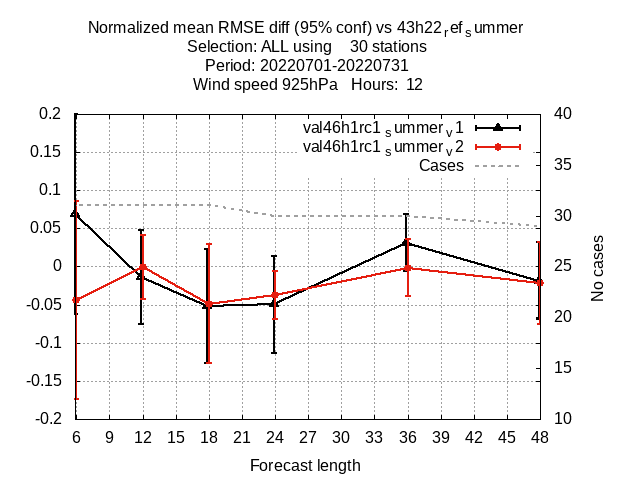 Normalized mean RMSE diff (95% conf) vs 43h22refsummer
Selection: ALL using 30 stations
Period: 20220701-20220731
Wind speed 925hPa Hours: 12
val46h1rc1summerv1
val46h1rc1summerv2
Cases
0.2
0.15
0.1
0.05
0
-0.05
-0.1
-0.15
-0.2
40
35
30
25
20
15
10
No cases
6 9 12 15 18 21 24 27 30 33 36 39 42 45 48
Forecast length